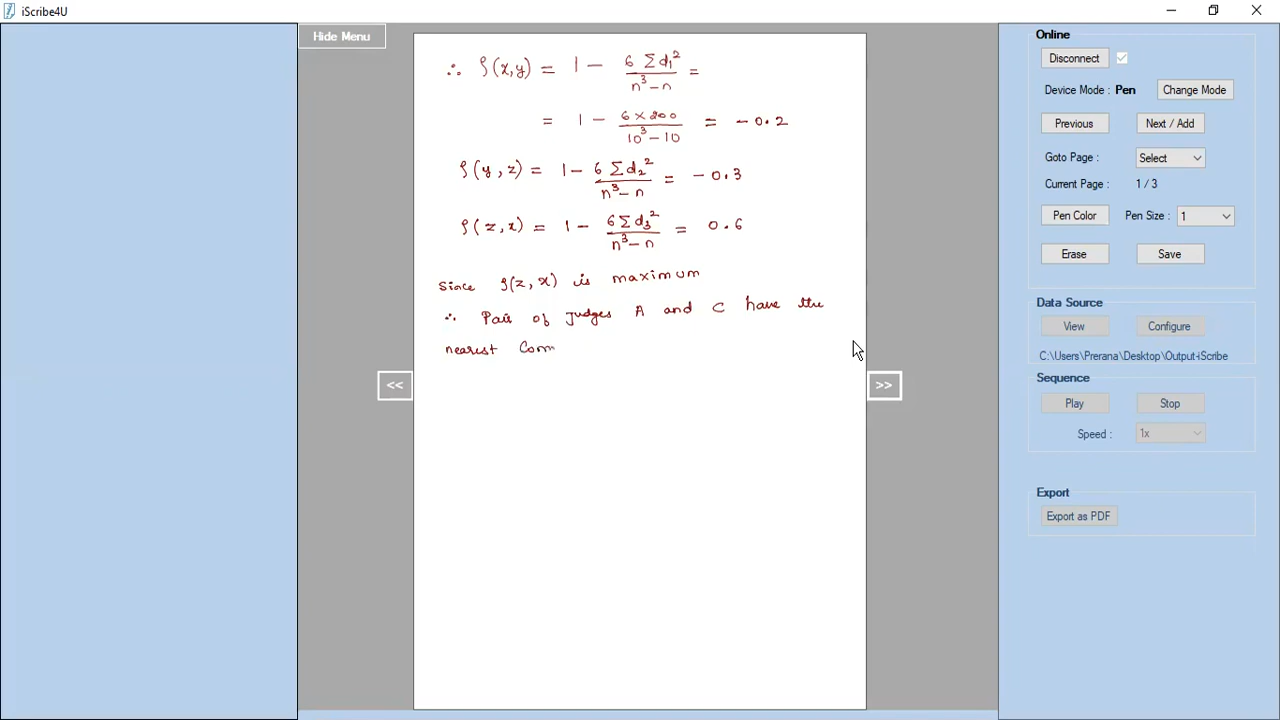 iScribe4U
Hide Menu
∴ ρ(x,y) = 1 - 6 Σd₁² / n³-n =
= 1 - 6×200 / 10³-10 = -0.2
ρ(y,z) = 1 - 6 Σd₂² / n³-n = -0.3
ρ(z,x) = 1 - 6Σd₃² / n³-n = 0.6
Since ρ(z,x) is maximum
∴ Pair of judges A and C have the
nearest Comm
<<
>>
Online
Disconnect
Device Mode : Pen Change Mode
Previous Next / Add
Goto Page : Select
Current Page : 1 / 3
Pen Color Pen Size : 1
Erase Save
Data Source
View Configure
C:\Users\Prerana\Desktop\Output-iScribe
Sequence
Play Stop
Speed : 1x
Export
Export as PDF